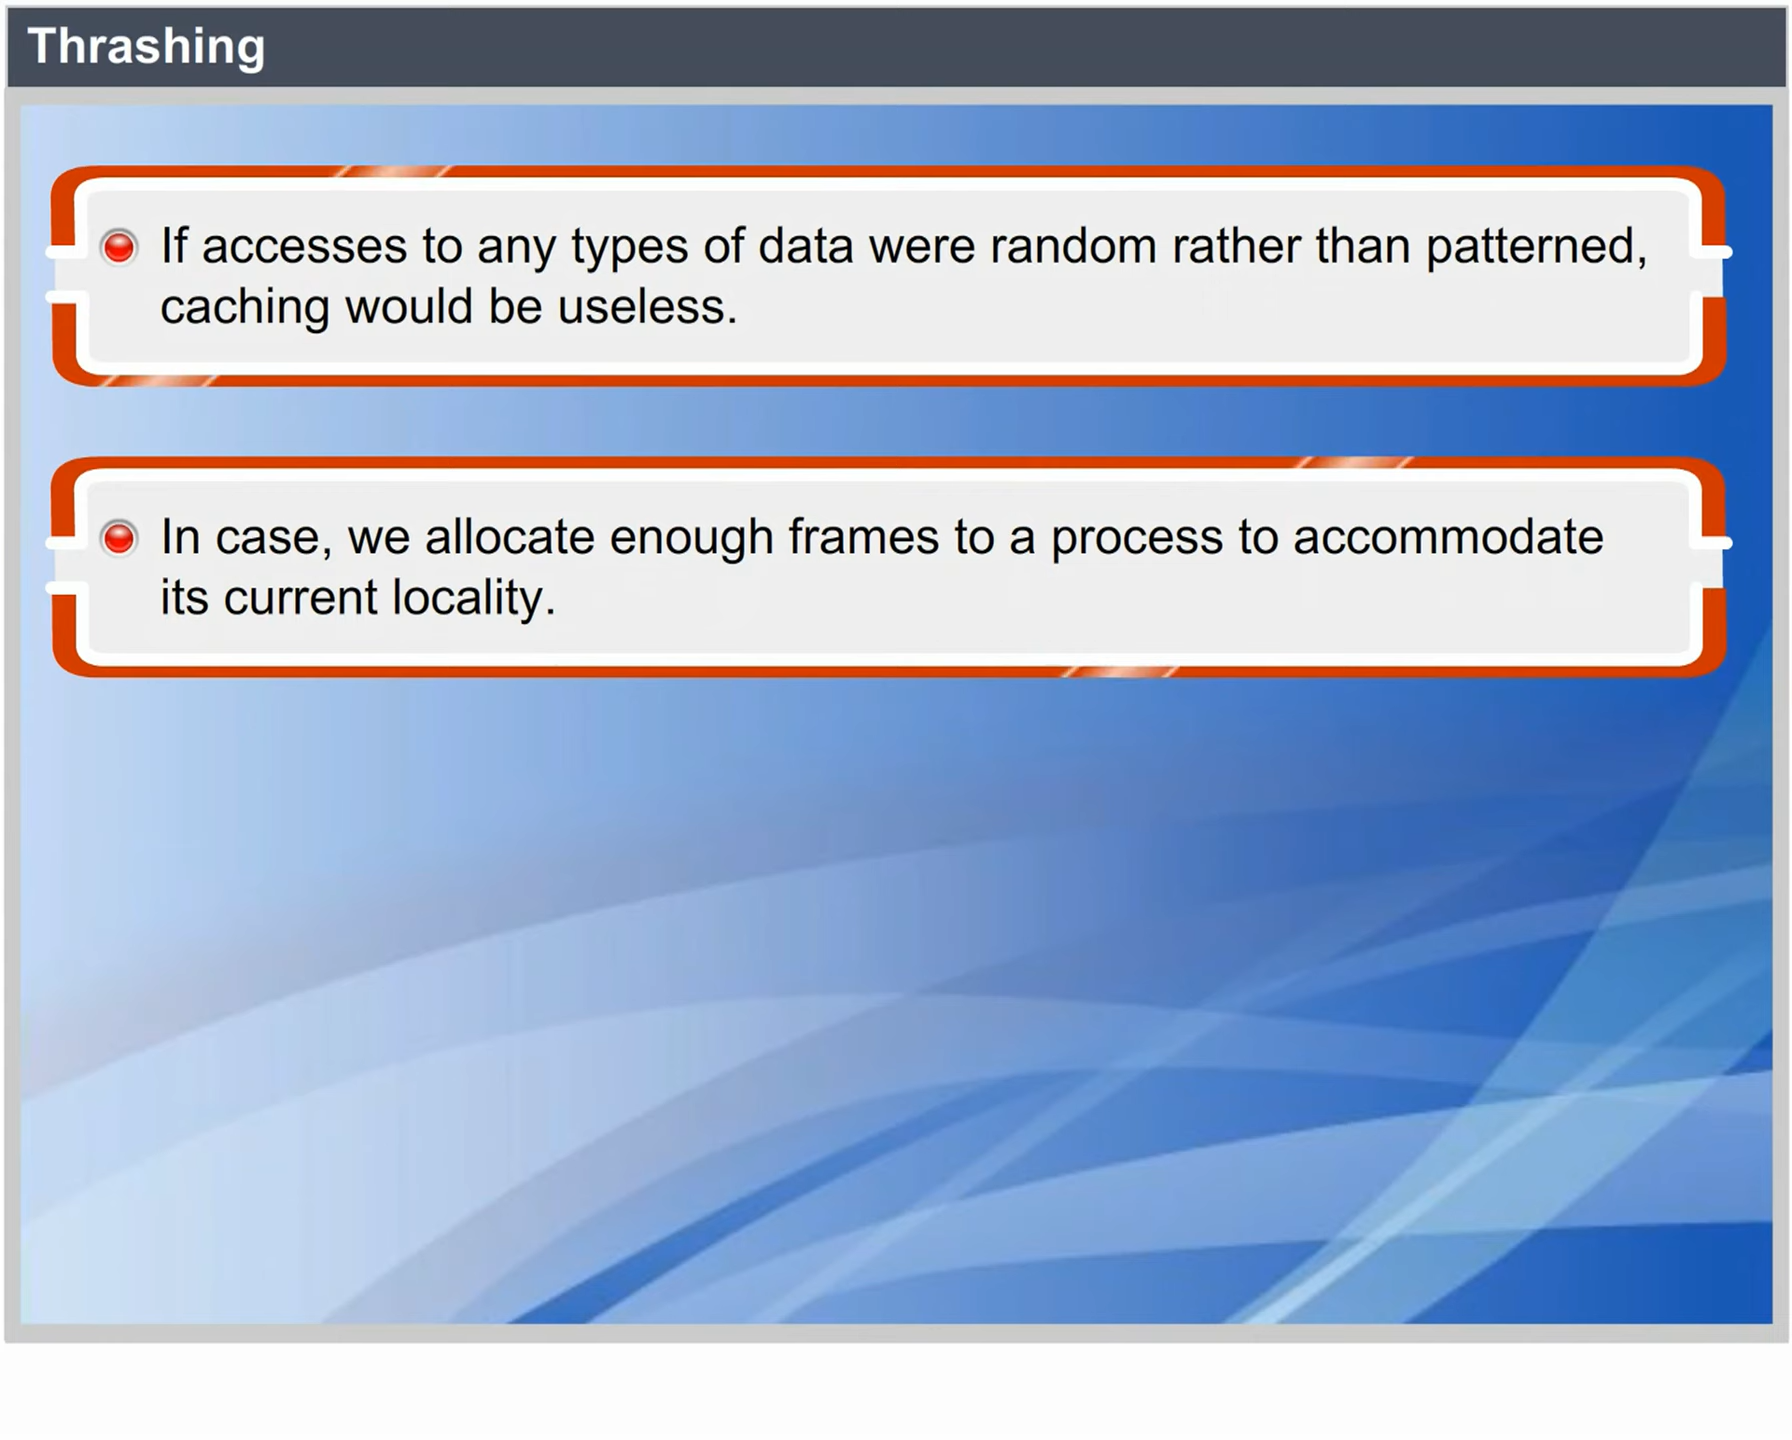 Thrashing
If accesses to any types of data were random rather than patterned,
caching would be useless.
In case, we allocate enough frames to a process to accommodate
its current locality.